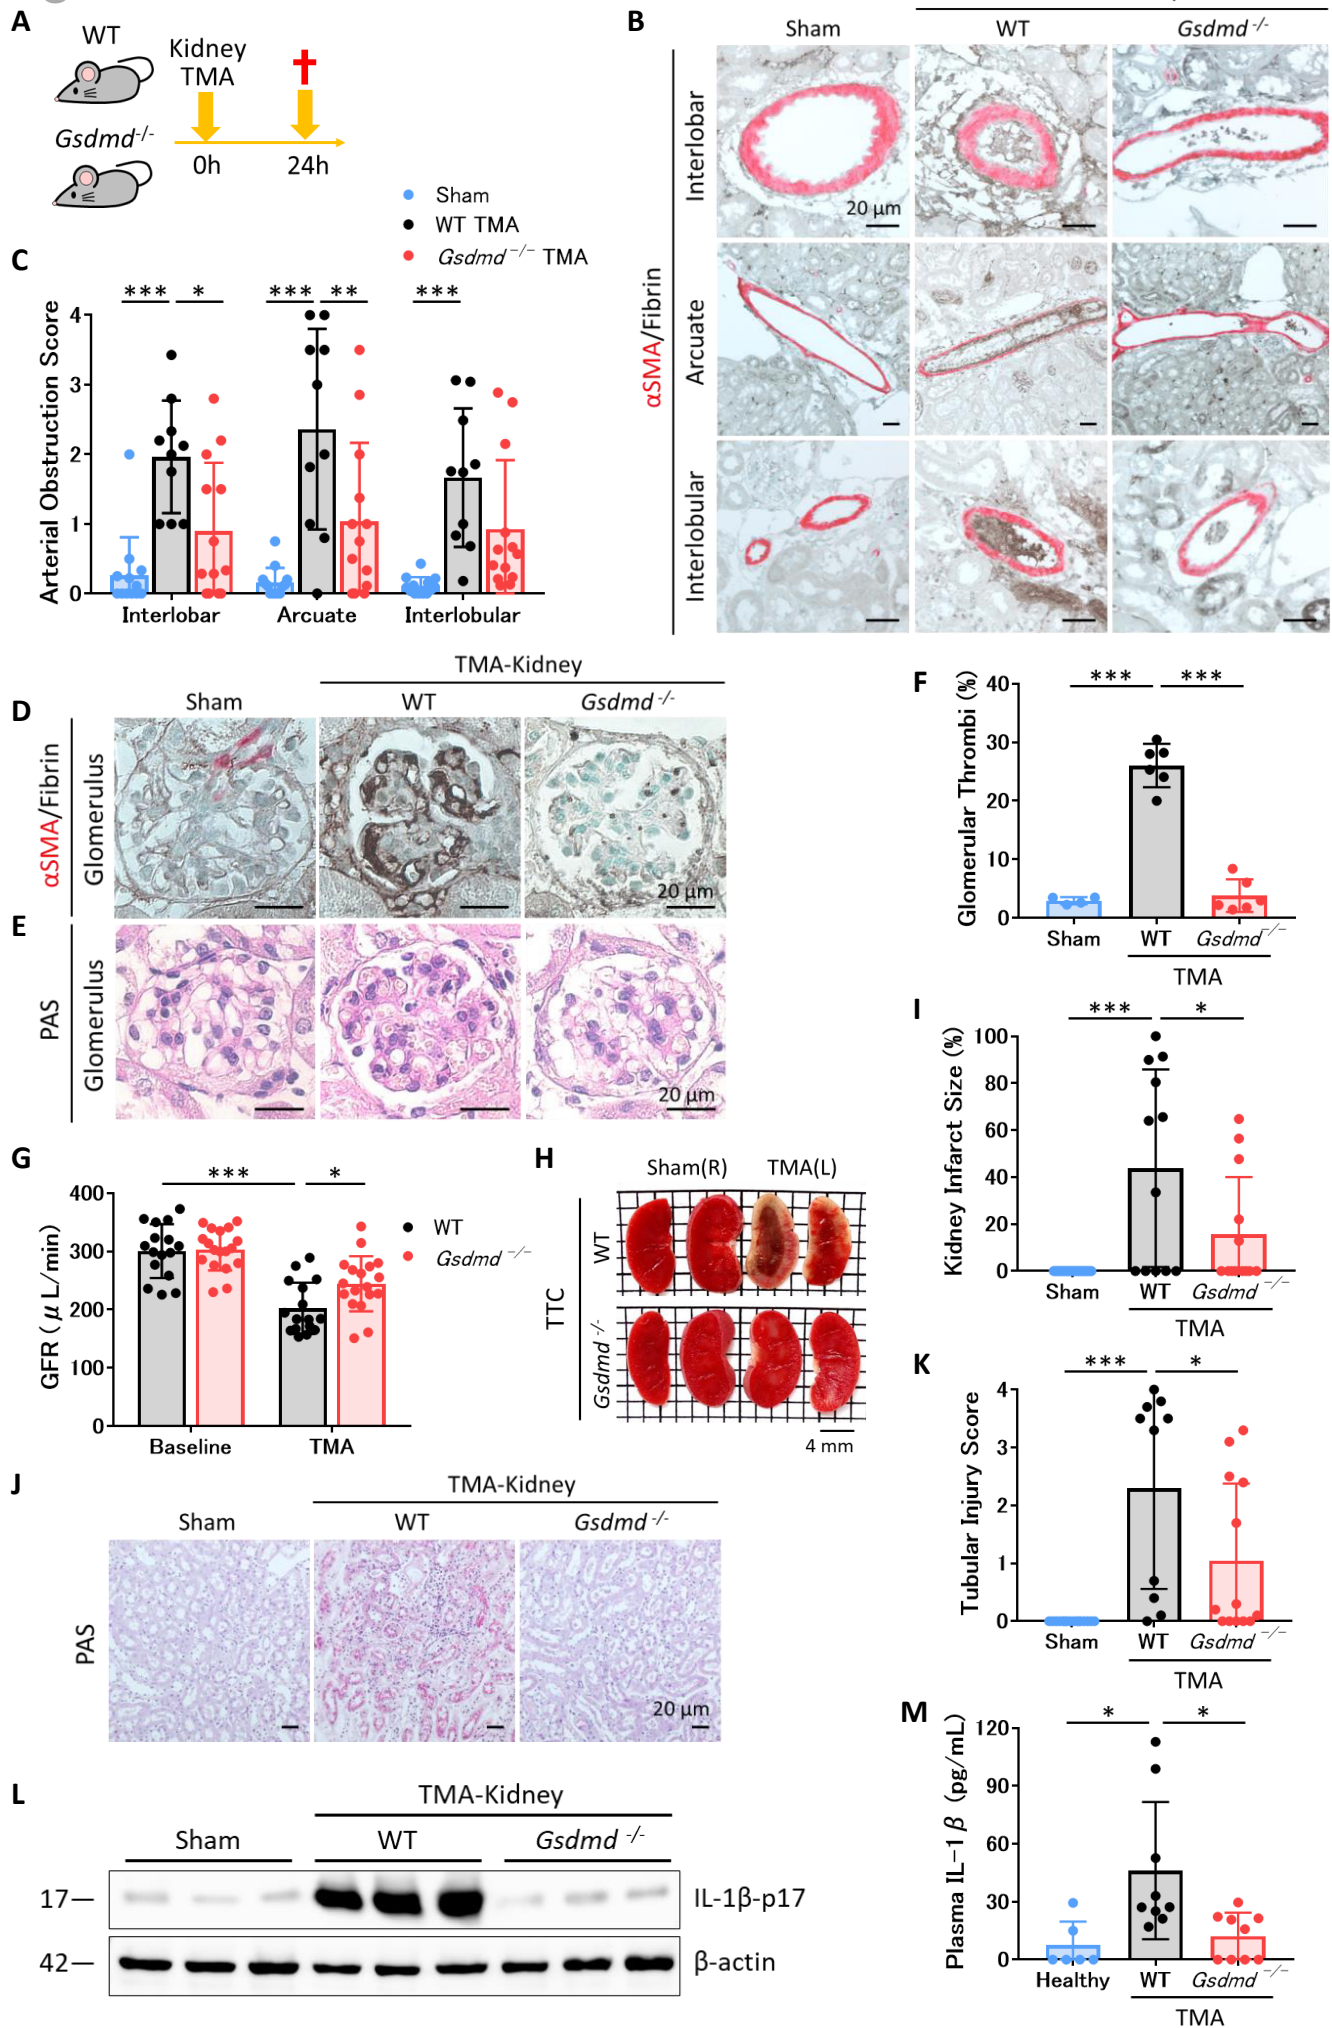 A
WT
Kidney
TMA
Gsdmd-/-
0h
24h
B
Sham
WT
Gsdmd -/-
αSMA/Fibrin
Interlobar
20 μm
Arcuate
Interlobular
Sham
WT TMA
Gsdmd -/- TMA
C
*** * *** ** ***
Arterial Obstruction Score
4
3
2
1
0
Interlobar Arcuate Interlobular
TMA-Kidney
Sham WT Gsdmd -/-
D
αSMA/Fibrin
Glomerulus
20 μm
E
PAS
Glomerulus
20 μm
F
*** ***
Glomerular Thrombi (%)
40
30
20
10
0
Sham WT Gsdmd -/-
TMA
G
*** *
GFR (μL/min)
400
300
200
100
0
Baseline TMA
WT
Gsdmd -/-
H
Sham(R) TMA(L)
TTC
WT
Gsdmd -/-
4 mm
I
*** *
Kidney Infarct Size (%)
100
80
60
40
20
0
Sham WT Gsdmd -/-
TMA
J
TMA-Kidney
Sham WT Gsdmd -/-
PAS
20 μm
K
*** *
Tubular Injury Score
4
3
2
1
0
Sham WT Gsdmd -/-
TMA
L
TMA-Kidney
Sham WT Gsdmd -/-
17 IL-1β-p17
42 β-actin
M
* *
Plasma IL-1β (pg/mL)
120
90
60
30
0
Healthy WT Gsdmd -/-
TMA